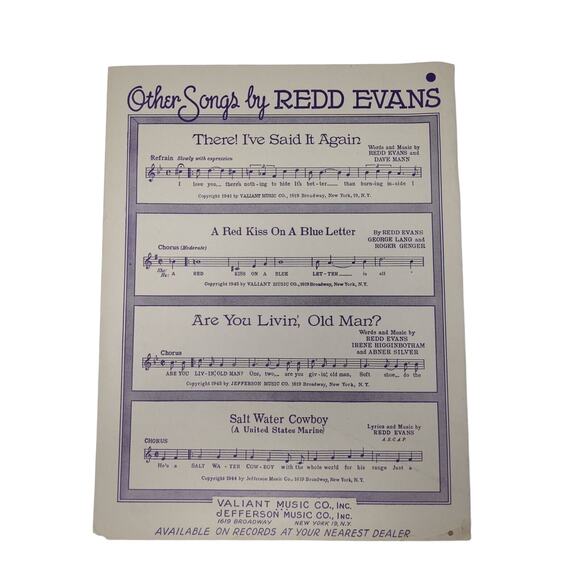 Other Songs by REDD EVANS
There! I've Said It Again
Words and Music by
REDD EVANS and
DAVE MANN
Refrain Slowly with expression
I love you,_ there's noth-ing to hide It's bet-ter____ than burn-ing in-side I
Copyright 1941 by VALIANT MUSIC CO., 1619 Broadway, New York, 19, N.Y.
A Red Kiss On A Blue Letter
By REDD EVANS
GEORGE LANG and
ROGER GENGER
Chorus (Moderate)
She:
He: A RED KISS ON A BLUE LET-TER____ is all
Copyright 1945 by VALIANT MUSIC CO., 1619 Broadway, New York, N.Y.
Are You Livin', Old Man?
Words and Music by
REDD EVANS
IRENE HIGGINBOTHAM
and ABNER SILVER
Chorus
ARE YOU LIV-IN', OLD MAN? One, two,_ are you giv-in', old man, Soft shoe,_ do the
Copyright 1945 by JEFFERSON MUSIC CO. 1619 Broadway, New York, N.Y.
Salt Water Cowboy
(A United States Marine)
Lyrics and Music by
REDD EVANS
A.S.C.A.P.
CHORUS
He's a SALT WA-TER COW-BOY with the whole world for his range Just a
Copyright 1944 by Jefferson Music Co. 1619 Broadway, New York, N.Y.
VALIANT MUSIC CO., INC.
JEFFERSON MUSIC CO., Inc.
1619 BROADWAY NEW YORK 19, N.Y.
AVAILABLE ON RECORDS AT YOUR NEAREST DEALER